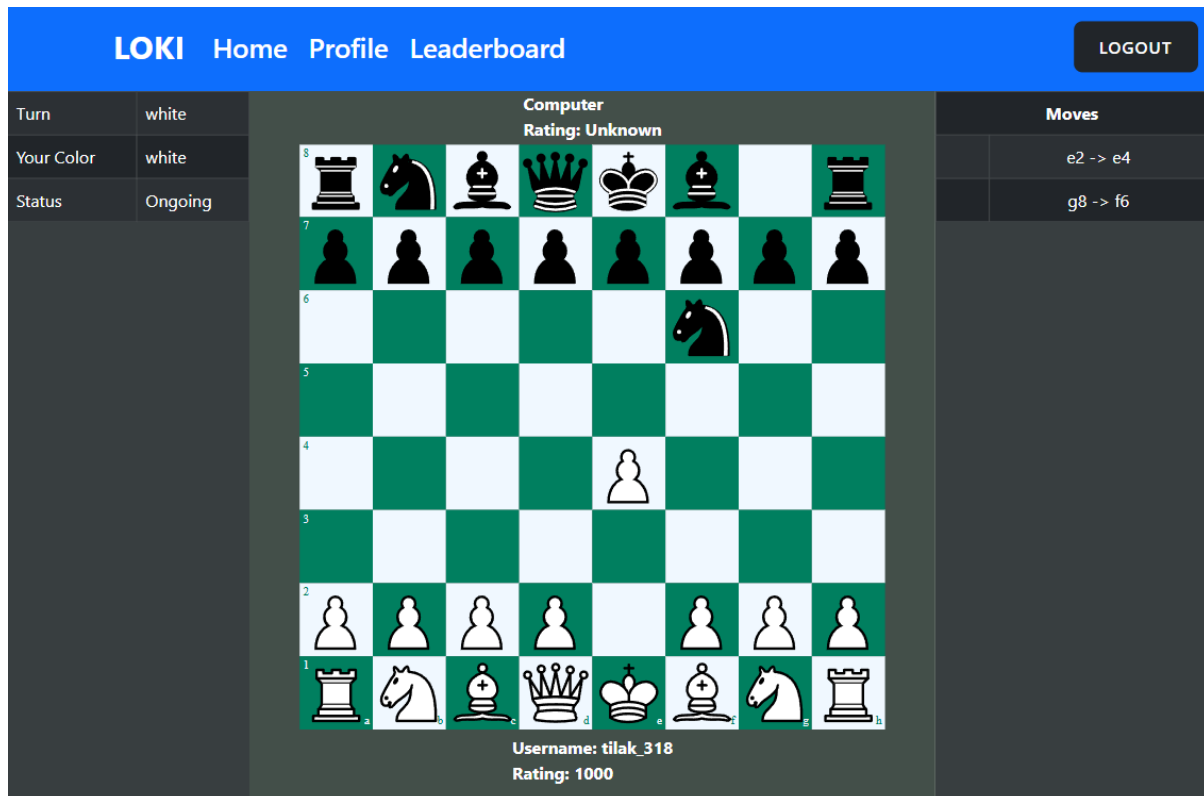 LOKI Home Profile Leaderboard LOGOUT
Turn white
Your Color white
Status Ongoing
Computer
Rating: Unknown
8
7
6
5
4
3
2
1
a b c d e f g h
Username: tilak_318
Rating: 1000
Moves
e2 -> e4
g8 -> f6